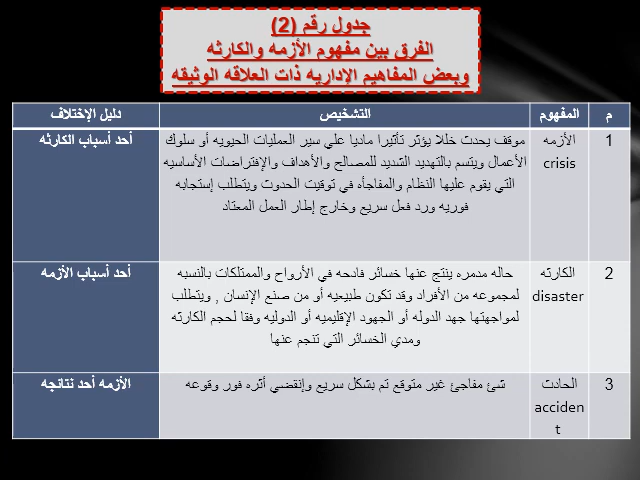 جدول رقم (2)
الفرق بين مفهوم الأزمه والكارثه
وبعض المفاهيم الإداريه ذات العلاقه الوثيقه
م المفهوم التشخيص دليل الإختلاف
1 الأزمه موقف يحدث خللا يؤثر تأثيرا ماديا علي سير العمليات الحيويه أو سلوك أحد أسباب الكارثه
crisis الأعمال ويتسم بالتهديد الشديد للمصالح والأهداف والإفتراضات الأساسيه
التي يقوم عليها النظام والمفاجأه في توقيت الحدوث ويتطلب إستجابه
فوريه ورد فعل سريع وخارج إطار العمل المعتاد
2 الكارثه حاله مدمره ينتج عنها خسائر فادحه في الأرواح والممتلكات بالنسبه أحد أسباب الأزمه
disaster لمجموعه من الأفراد وقد تكون طبيعيه أو من صنع الإنسان , ويتطلب
لمواجهتها جهد الدوله أو الجهود الإقليميه أو الدوليه وفقا لحجم الكارثه
ومدي الخسائر التي تنجم عنها
3 الحادث شئ مفاجئ غير متوقع تم بشكل سريع وإنقضي أثره فور وقوعه الأزمه أحد نتائجه
acciden
t